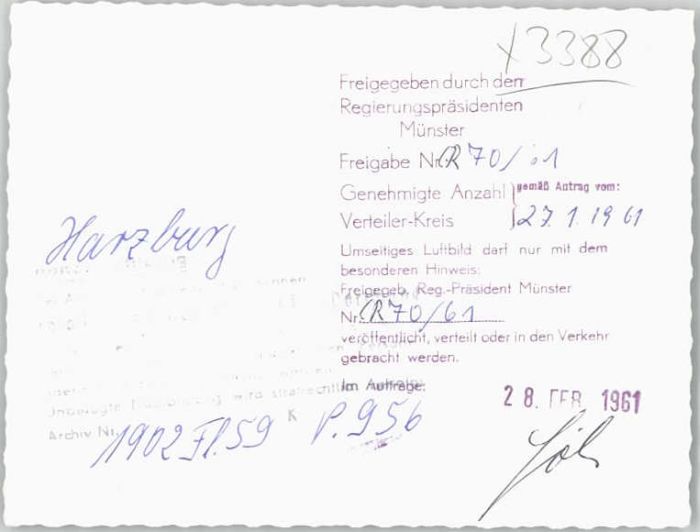 x3388
Freigegeben durch den
Regierungspräsidenten
Münster
Freigabe Nr. CR 70/61
Genehmigte Anzahl } gemäß Antrag vom:
Verteiler-Kreis } 27.1.1961
Harzburg
Umseitiges Luftbild darf nur mit dem
besonderen Hinweis:
Freigegeb. Reg.-Präsident Münster
Nr. CR 70/61
veröffentlicht, verteilt oder in den Verkehr
gebracht werden.
Im Auftrage:
wird strafrechtlich
28. FEB. 1961
Archiv Nr. 1902 Fl. 59 K P. 956